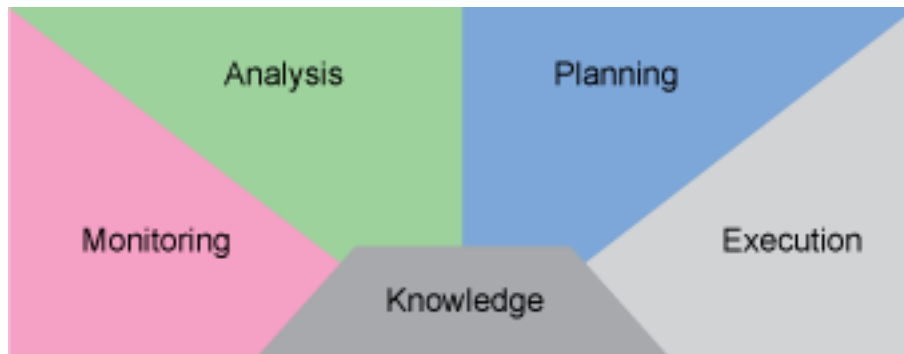 Analysis
Planning
Monitoring
Execution
Knowledge